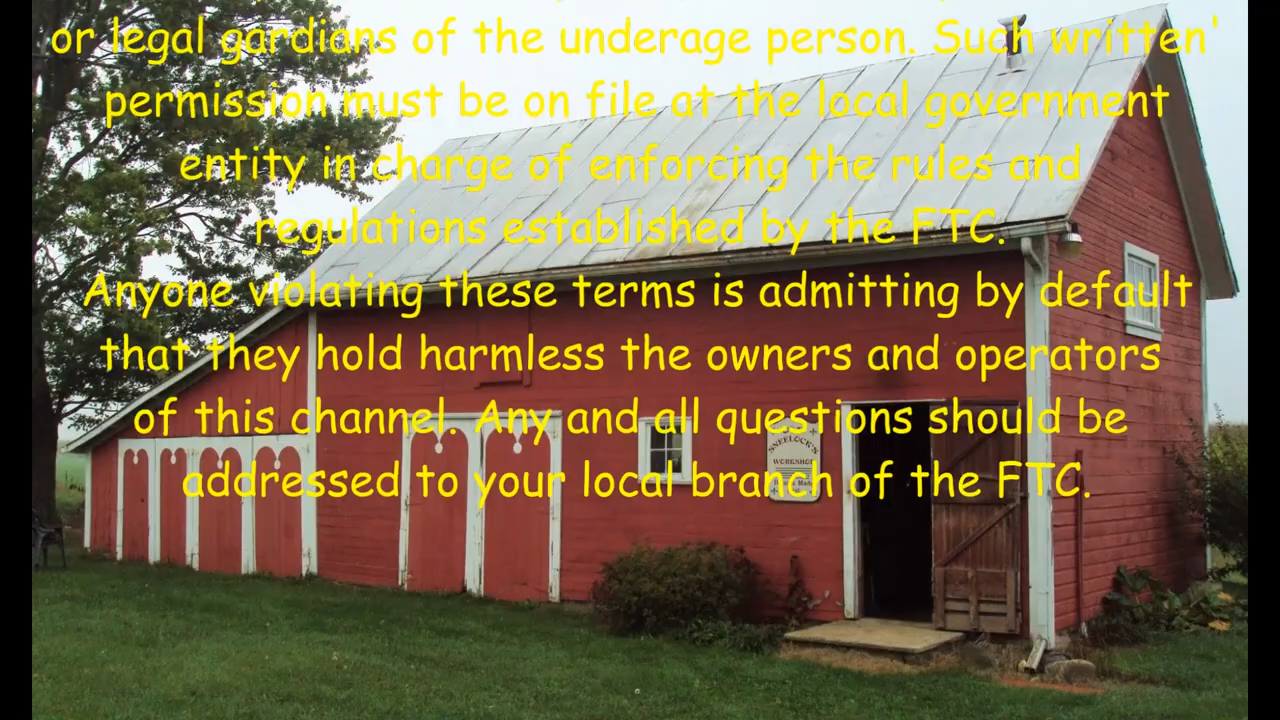 or legal gardians of the underage person. Such written'
permission must be on file at the local government
entity in charge of enforcing the rules and
regulations established by the FTC.
Anyone violating these terms is admitting by default
that they hold harmless the owners and operators
of this channel. Any and all questions should be
addressed to your local branch of the FTC.
SNEELOCK'S
WORKSHOP